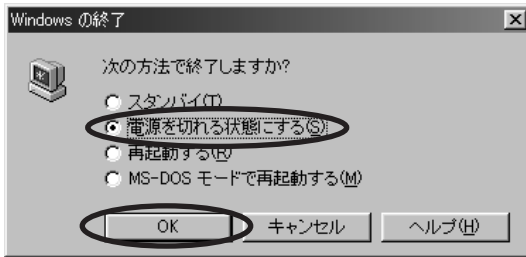 Windows の終了
次の方法で終了しますか?
スタンバイ(T)
電源を切れる状態にする(S)
再起動する(R)
MS-DOS モードで再起動する(M)
OK キャンセル ヘルプ(H)